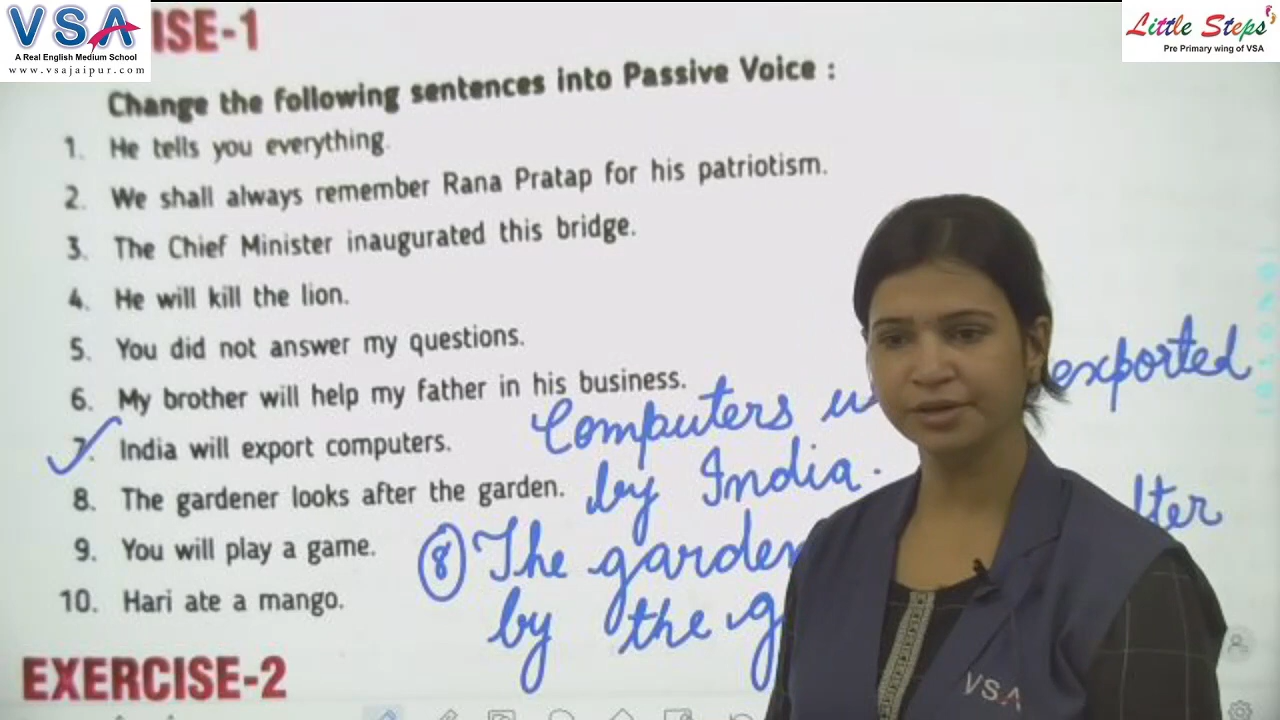 VSA
A Real English Medium School
www.vsajaipur.com
ISE-1
Little Steps
Pre Primary wing of VSA
Change the following sentences into Passive Voice :
1. He tells you everything.
2. We shall always remember Rana Pratap for his patriotism.
3. The Chief Minister inaugurated this bridge.
4. He will kill the lion.
5. You did not answer my questions.
6. My brother will help my father in his business.
7. India will export computers.
Computers exported
by India.
8. The gardener looks after the garden.
8 The garden
by the
9. You will play a game.
10. Hari ate a mango.
EXERCISE-2
VSA